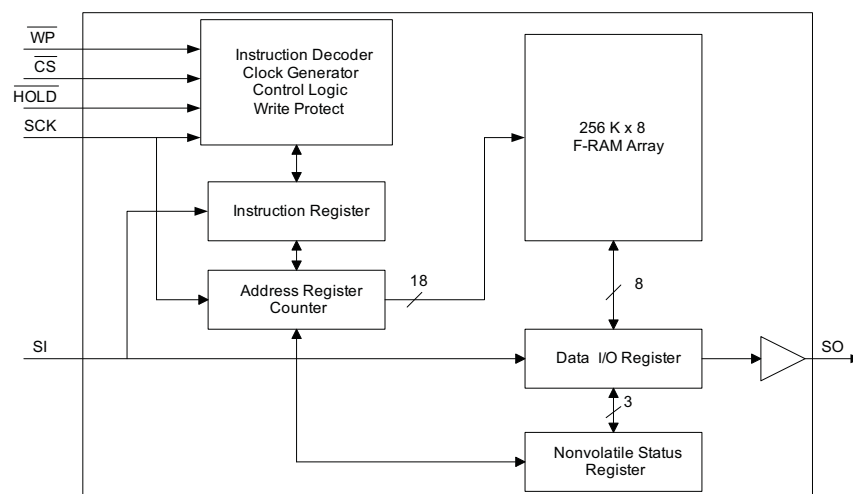 WP
CS
HOLD
SCK
Instruction Decoder
Clock Generator
Control Logic
Write Protect
256 K x 8
F-RAM Array
Instruction Register
Address Register
Counter
18
8
SI
Data I/O Register
SO
3
Nonvolatile Status
Register